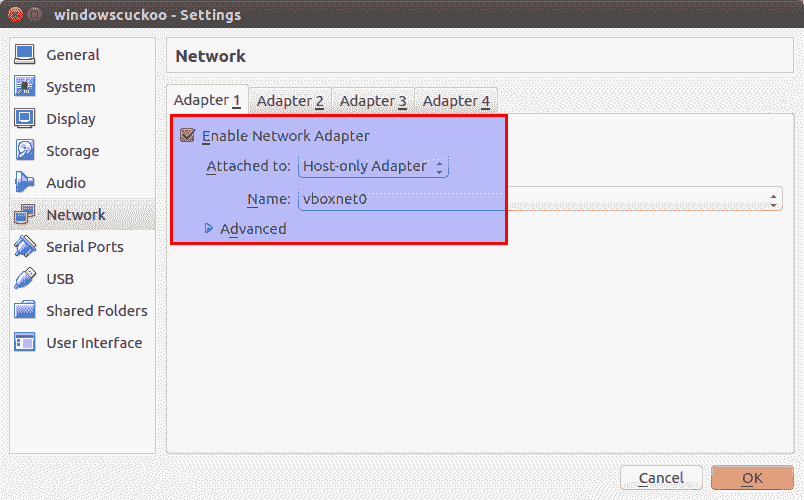 windowscuckoo - Settings
General
System
Display
Storage
Audio
Network
Serial Ports
USB
Shared Folders
User Interface
Network
Adapter 1 Adapter 2 Adapter 3 Adapter 4
Enable Network Adapter
Attached to: Host-only Adapter
Name: vboxnet0
Advanced
Cancel OK